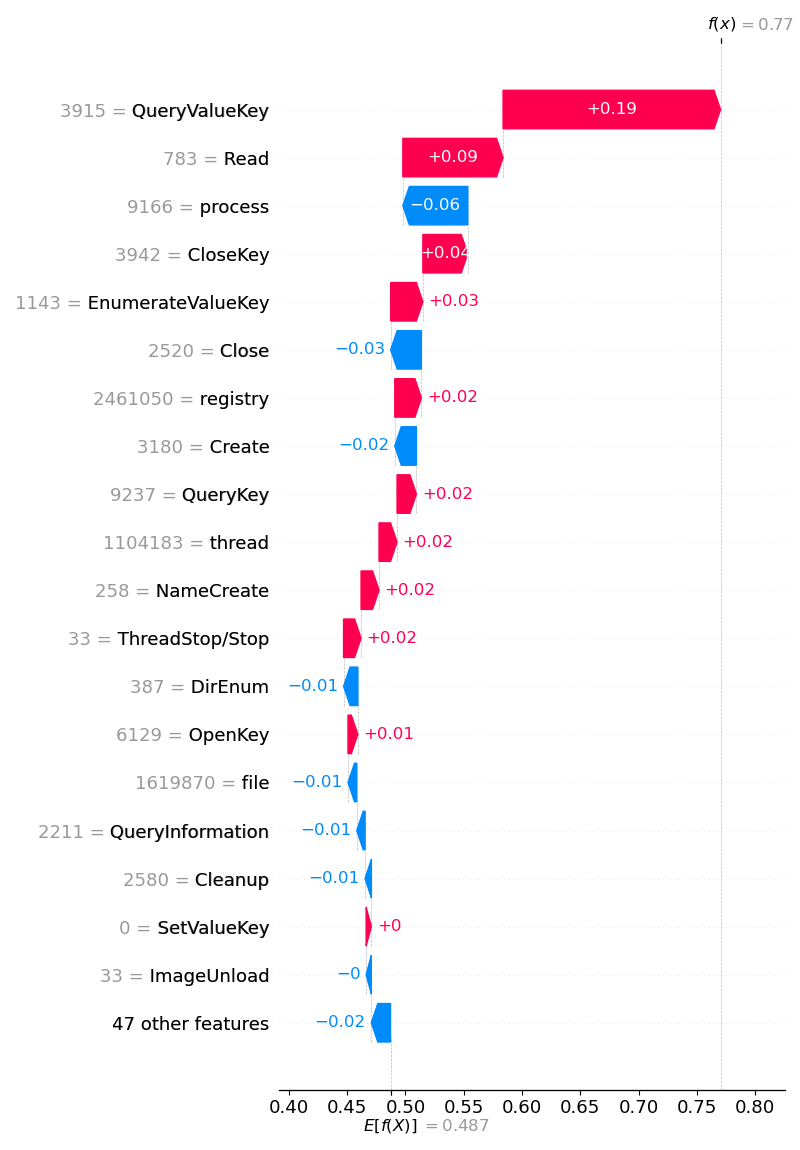 f(x) = 0.77
3915 = QueryValueKey +0.19
783 = Read +0.09
9166 = process −0.06
3942 = CloseKey +0.04
1143 = EnumerateValueKey +0.03
2520 = Close −0.03
2461050 = registry +0.02
3180 = Create −0.02
9237 = QueryKey +0.02
1104183 = thread +0.02
258 = NameCreate +0.02
33 = ThreadStop/Stop +0.02
387 = DirEnum −0.01
6129 = OpenKey +0.01
1619870 = file −0.01
2211 = QueryInformation −0.01
2580 = Cleanup −0.01
0 = SetValueKey +0
33 = ImageUnload −0
47 other features −0.02
0.40 0.45 0.50 0.55 0.60 0.65 0.70 0.75 0.80
E[f(X)] = 0.487